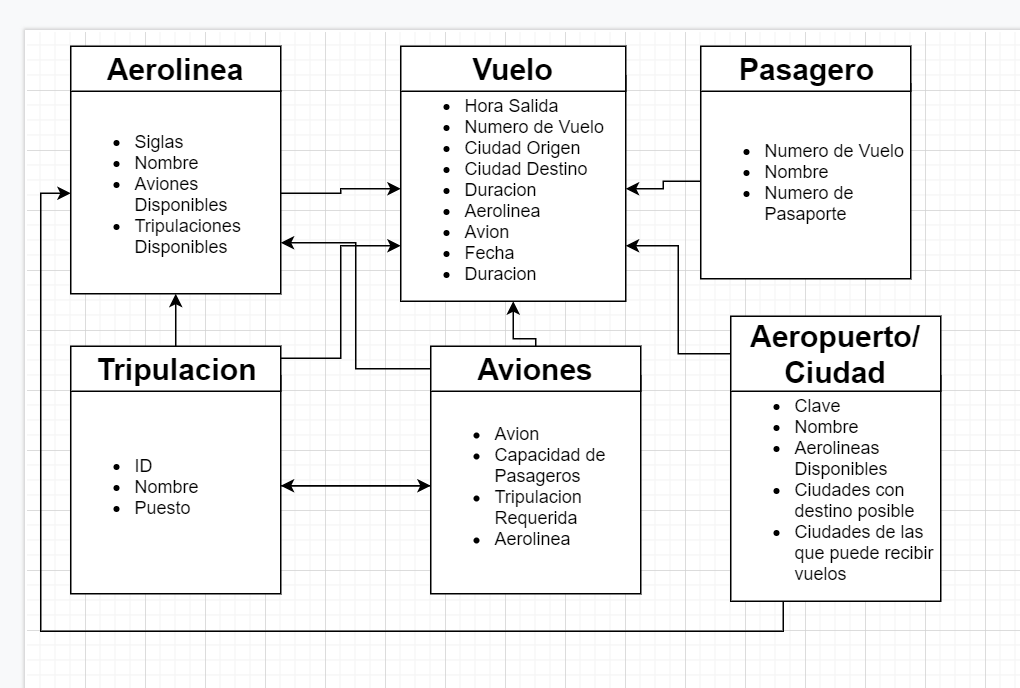 Aerolinea
Siglas
Nombre
Aviones
Disponibles
Tripulaciones
Disponibles
Vuelo
Hora Salida
Numero de Vuelo
Ciudad Origen
Ciudad Destino
Duracion
Aerolinea
Avion
Fecha
Duracion
Pasagero
Numero de Vuelo
Nombre
Numero de
Pasaporte
Tripulacion
ID
Nombre
Puesto
Aviones
Avion
Capacidad de
Pasageros
Tripulacion
Requerida
Aerolinea
Aeropuerto/
Ciudad
Clave
Nombre
Aerolineas
Disponibles
Ciudades con
destino posible
Ciudades de las
que puede recibir
vuelos